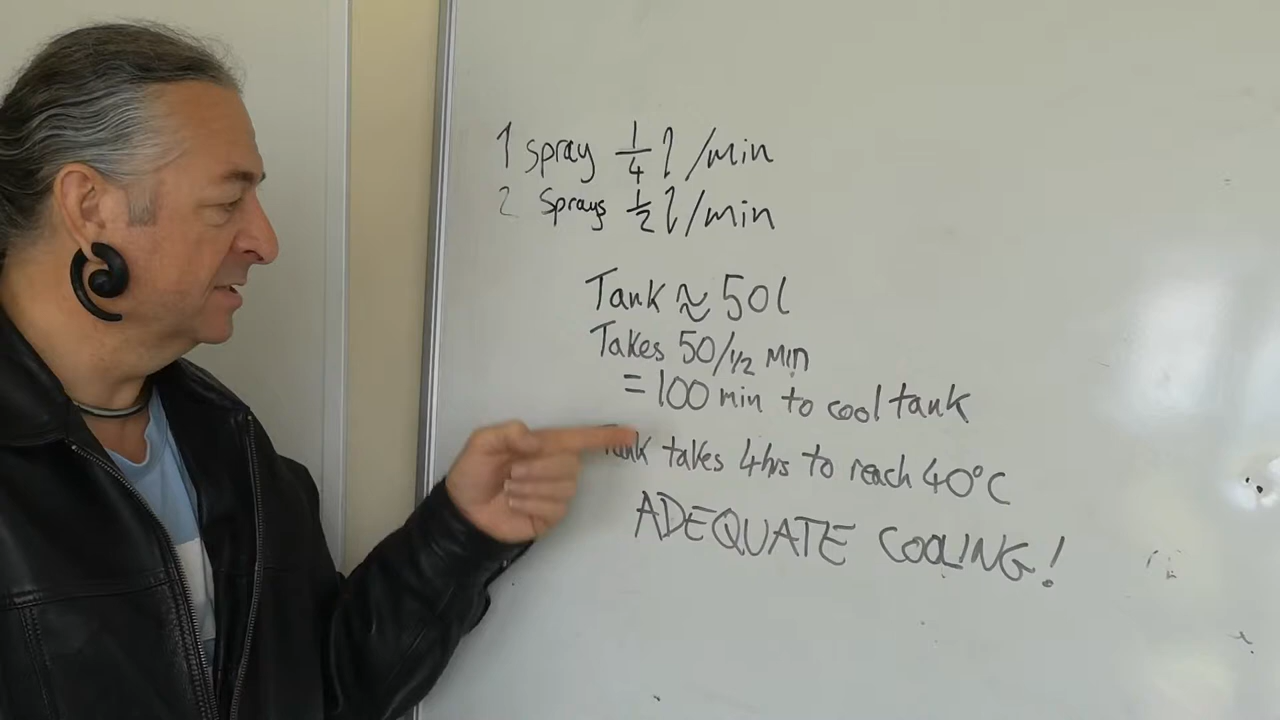 1 spray 1/4 l/min
2 Sprays 1/2 l/min
Tank ≈ 50l
Takes 50/1/2 min
= 100 min to cool tank
Tank takes 4hrs to reach 40°C
ADEQUATE COOLING!